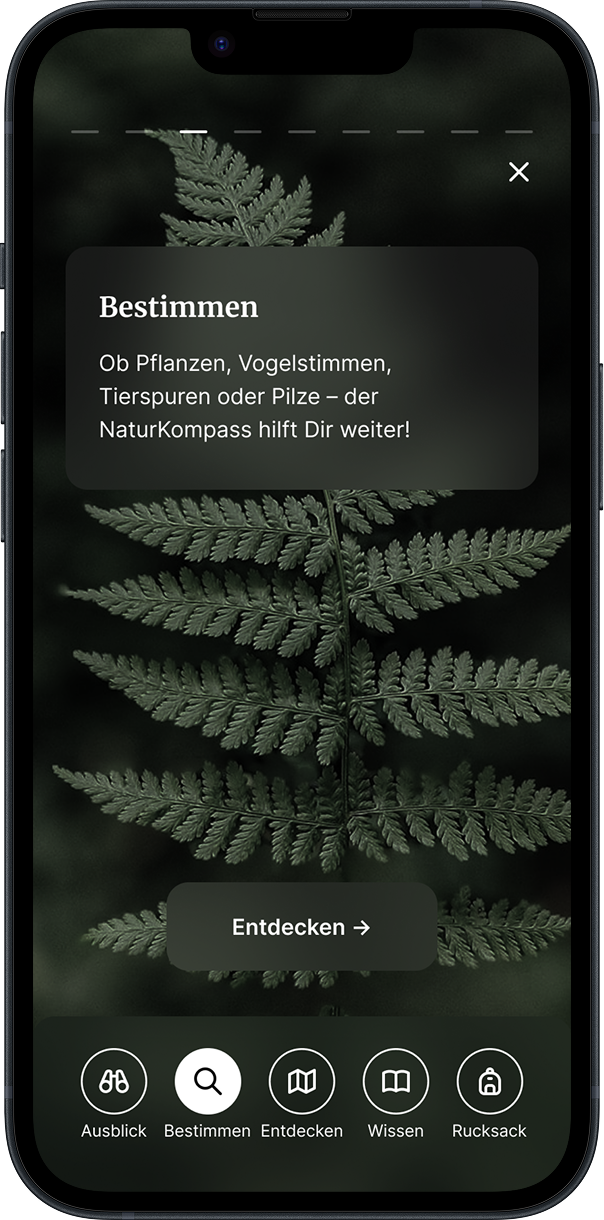 Bestimmen
Ob Pflanzen, Vogelstimmen,
Tierspuren oder Pilze – der
NaturKompass hilft Dir weiter!
Entdecken →
Ausblick Bestimmen Entdecken Wissen Rucksack